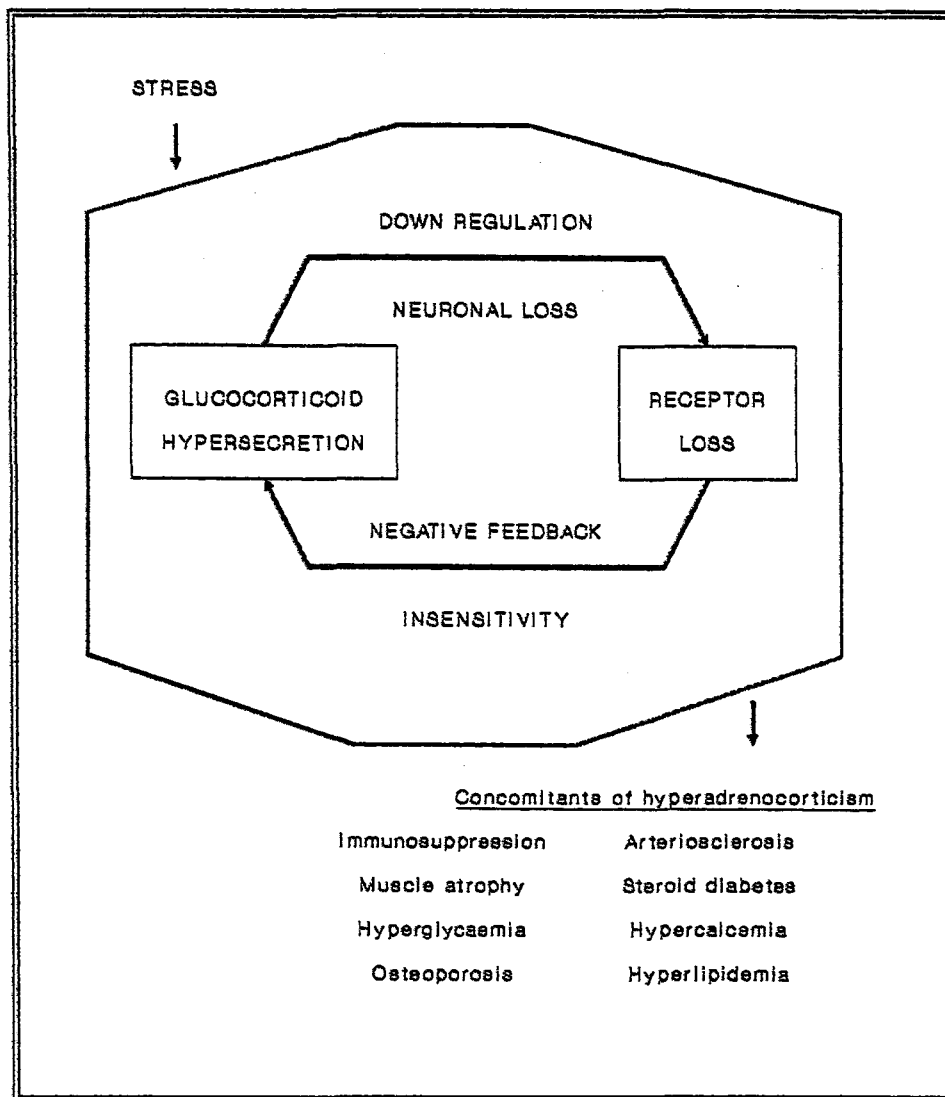 STRESS
DOWN REGULATION
NEURONAL LOSS
GLUCOCORTICOID
HYPERSECRETION
RECEPTOR
LOSS
NEGATIVE FEEDBACK
INSENSITIVITY
Concomitants of hyperadrenocorticism
Immunosuppression Arteriosclerosis
Muscle atrophy Steroid diabetes
Hyperglycaemia Hypercalcemia
Osteoporosis Hyperlipidemia